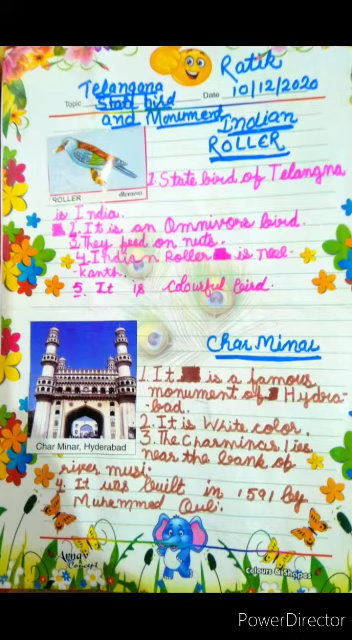 Ratik
Topic Telangana State bird and Monument
Date 10/12/2020
Indian
ROLLER
ROLLER
1. State bird of Telangna
is India.
2. It is an Omnivers bird.
3. They feed on nuts.
4. Indian Roller is neel-
kanth.
5. It is Colourful bird.
Char Minar
1. It is a famous
monument of Hydra-
bad.
2. It is Write color.
3. The Charminar lies
near the bank of
river musi.
4. It was built in 1591 by
Muhemmed Quli.
Char Minar, Hyderabad
Concept
Colours & Shapes
PowerDirector